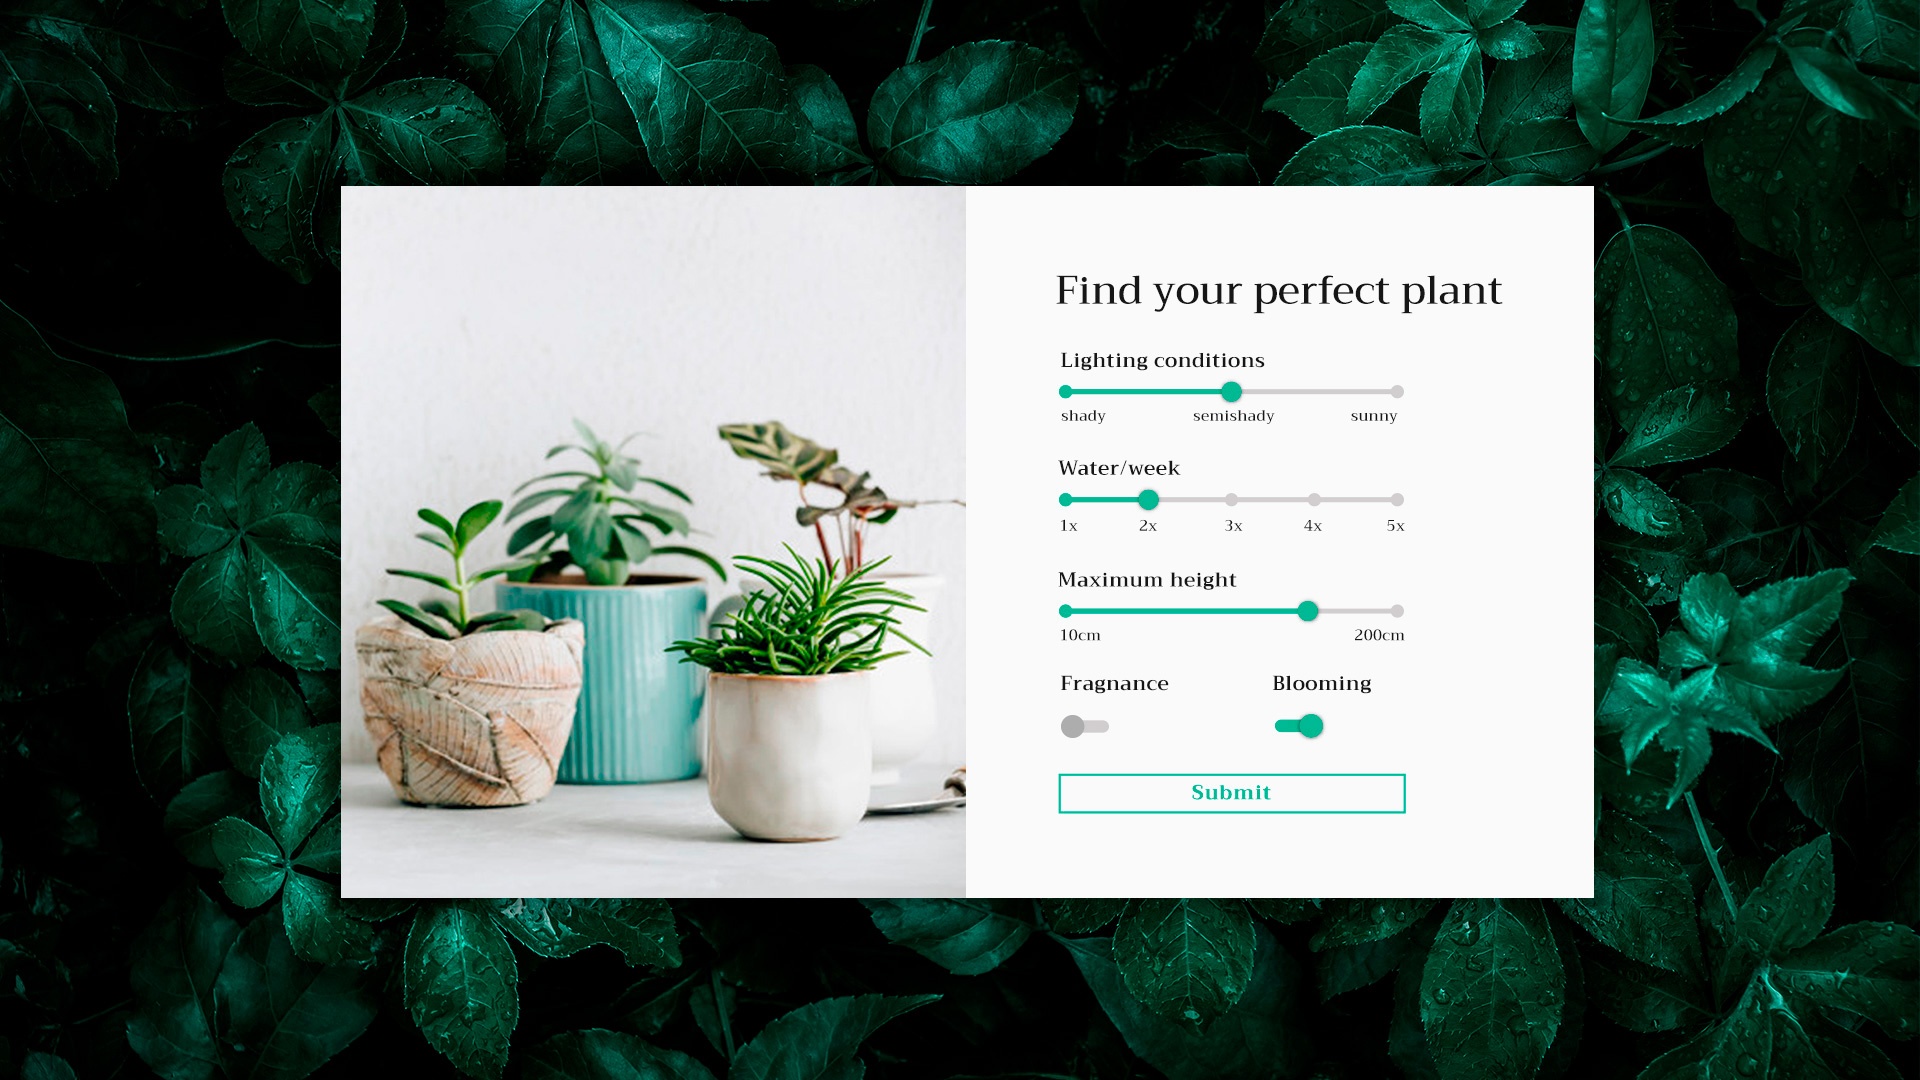 Find your perfect plant
Lighting conditions
shady semishady sunny
Water/week
1x 2x 3x 4x 5x
Maximum height
10cm 200cm
Fragnance Blooming
Submit